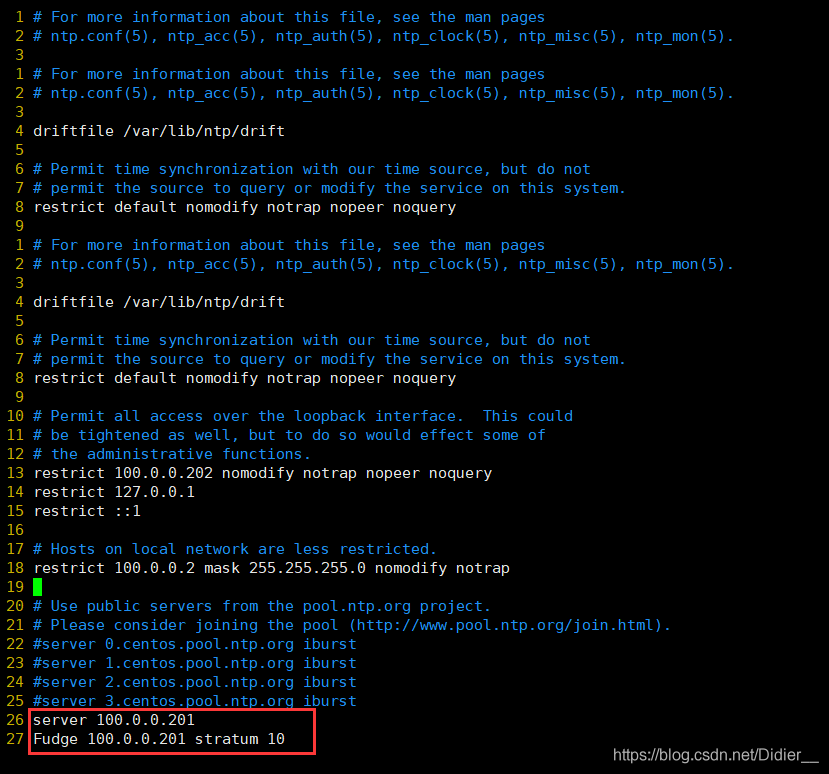 1 # For more information about this file, see the man pages
2 # ntp.conf(5), ntp_acc(5), ntp_auth(5), ntp_clock(5), ntp_misc(5), ntp_mon(5).
3
1 # For more information about this file, see the man pages
2 # ntp.conf(5), ntp_acc(5), ntp_auth(5), ntp_clock(5), ntp_misc(5), ntp_mon(5).
3
4 driftfile /var/lib/ntp/drift
5
6 # Permit time synchronization with our time source, but do not
7 # permit the source to query or modify the service on this system.
8 restrict default nomodify notrap nopeer noquery
9
1 # For more information about this file, see the man pages
2 # ntp.conf(5), ntp_acc(5), ntp_auth(5), ntp_clock(5), ntp_misc(5), ntp_mon(5).
3
4 driftfile /var/lib/ntp/drift
5
6 # Permit time synchronization with our time source, but do not
7 # permit the source to query or modify the service on this system.
8 restrict default nomodify notrap nopeer noquery
9
10 # Permit all access over the loopback interface.  This could
11 # be tightened as well, but to do so would effect some of
12 # the administrative functions.
13 restrict 100.0.0.202 nomodify notrap nopeer noquery
14 restrict 127.0.0.1
15 restrict ::1
16
17 # Hosts on local network are less restricted.
18 restrict 100.0.0.2 mask 255.255.255.0 nomodify notrap
19
20 # Use public servers from the pool.ntp.org project.
21 # Please consider joining the pool (http://www.pool.ntp.org/join.html).
22 #server 0.centos.pool.ntp.org iburst
23 #server 1.centos.pool.ntp.org iburst
24 #server 2.centos.pool.ntp.org iburst
25 #server 3.centos.pool.ntp.org iburst
26 server 100.0.0.201
27 Fudge 100.0.0.201 stratum 10
https://blog.csdn.net/Didier__